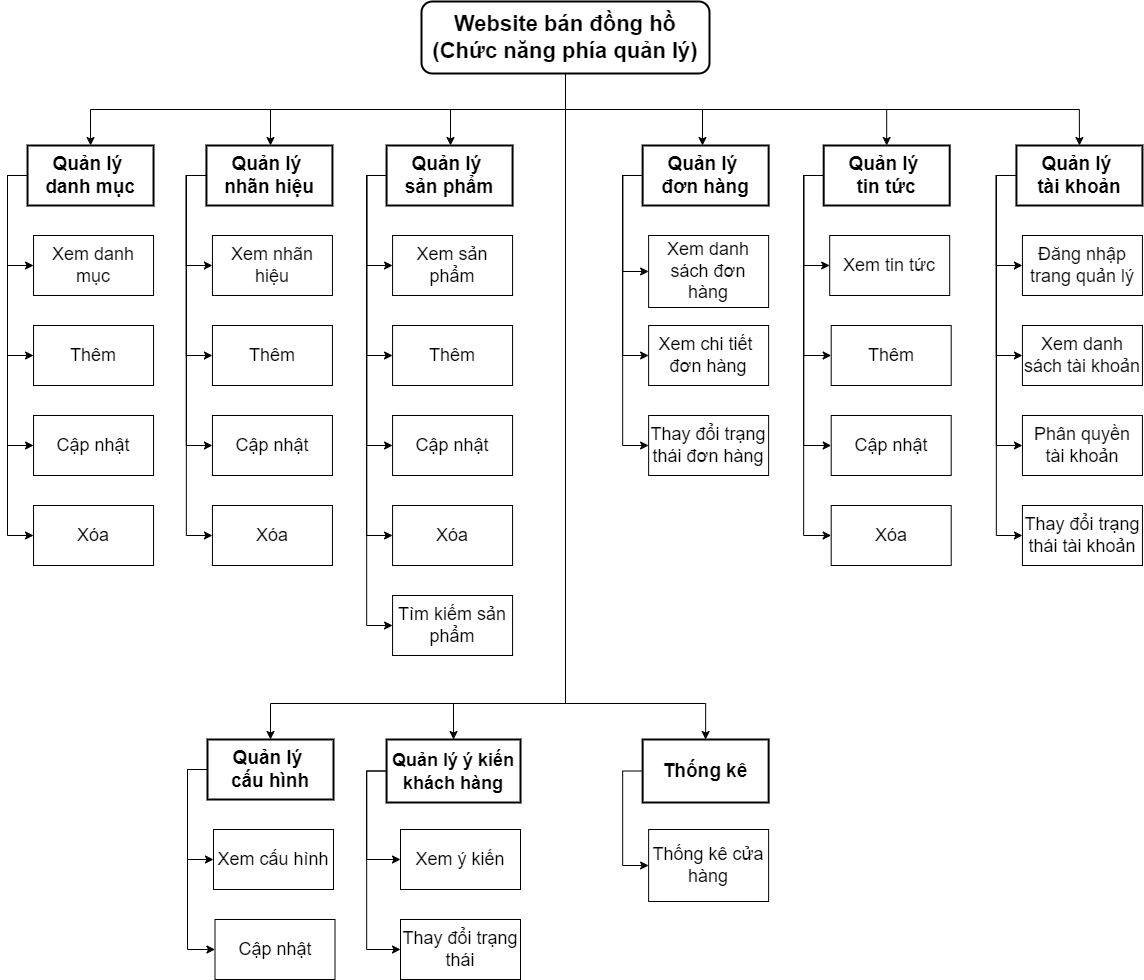 Website bán đồng hồ
(Chức năng phía quản lý)
Quản lý
danh mục
Xem danh
mục
Thêm
Cập nhật
Xóa
Quản lý
nhãn hiệu
Xem nhãn
hiệu
Thêm
Cập nhật
Xóa
Quản lý
sản phẩm
Xem sản
phẩm
Thêm
Cập nhật
Xóa
Tìm kiếm sản
phẩm
Quản lý
đơn hàng
Xem danh
sách đơn
hàng
Xem chi tiết
đơn hàng
Thay đổi trạng
thái đơn hàng
Quản lý
tin tức
Xem tin tức
Thêm
Cập nhật
Xóa
Quản lý
tài khoản
Đăng nhập
trang quản lý
Xem danh
sách tài khoản
Phân quyền
tài khoản
Thay đổi trạng
thái tài khoản
Quản lý
cấu hình
Xem cấu hình
Cập nhật
Quản lý ý kiến
khách hàng
Xem ý kiến
Thay đổi trạng
thái
Thống kê
Thống kê cửa
hàng